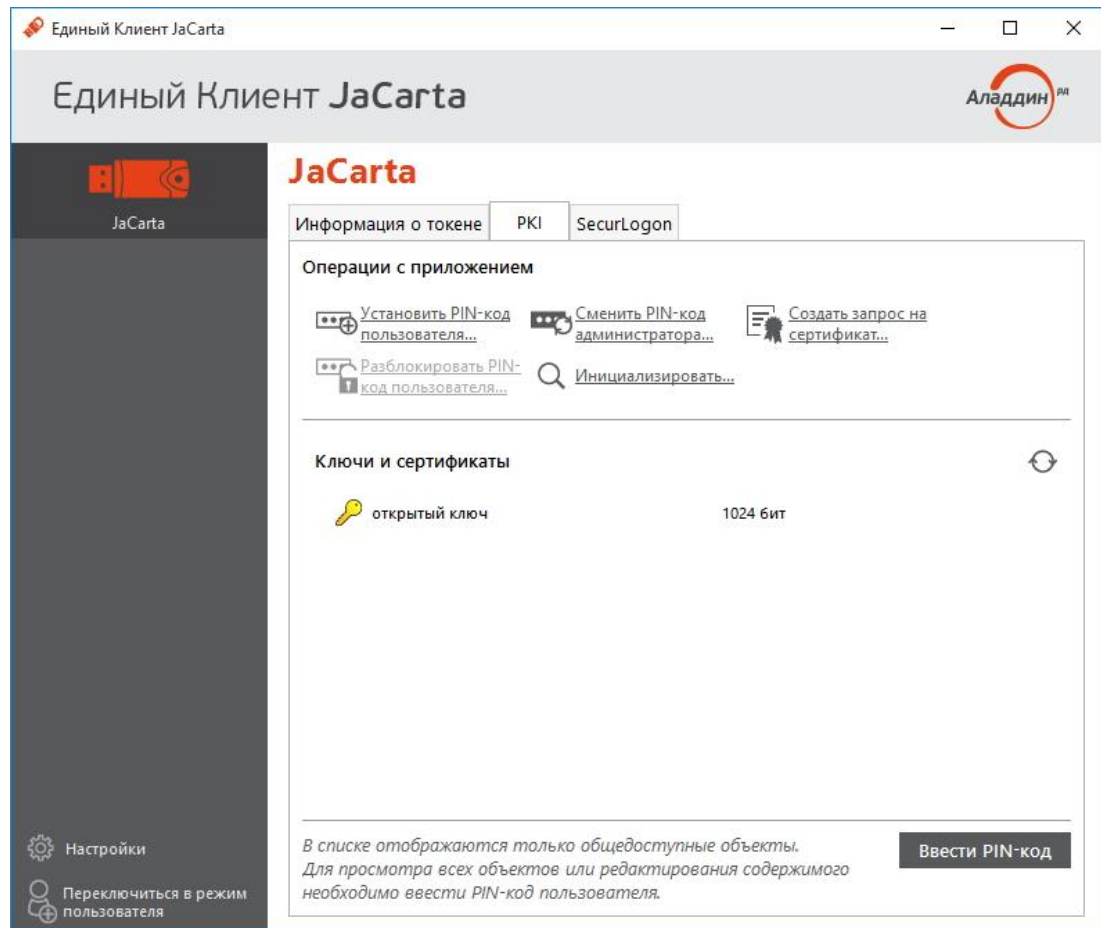 Единый Клиент JaCarta
Единый Клиент JaCarta
Аладдин РД
JaCarta
JaCarta
Информация о токене PKI SecurLogon
Операции с приложением
Установить PIN-код
пользователя...
Сменить PIN-код
администратора...
Создать запрос на
сертификат...
Разблокировать PIN-
код пользователя...
Инициализировать...
Ключи и сертификаты
открытый ключ 1024 бит
В списке отображаются только общедоступные объекты.
Для просмотра всех объектов или редактирования содержимого
необходимо ввести PIN-код пользователя.
Ввести PIN-код
Настройки
Переключиться в режим
пользователя